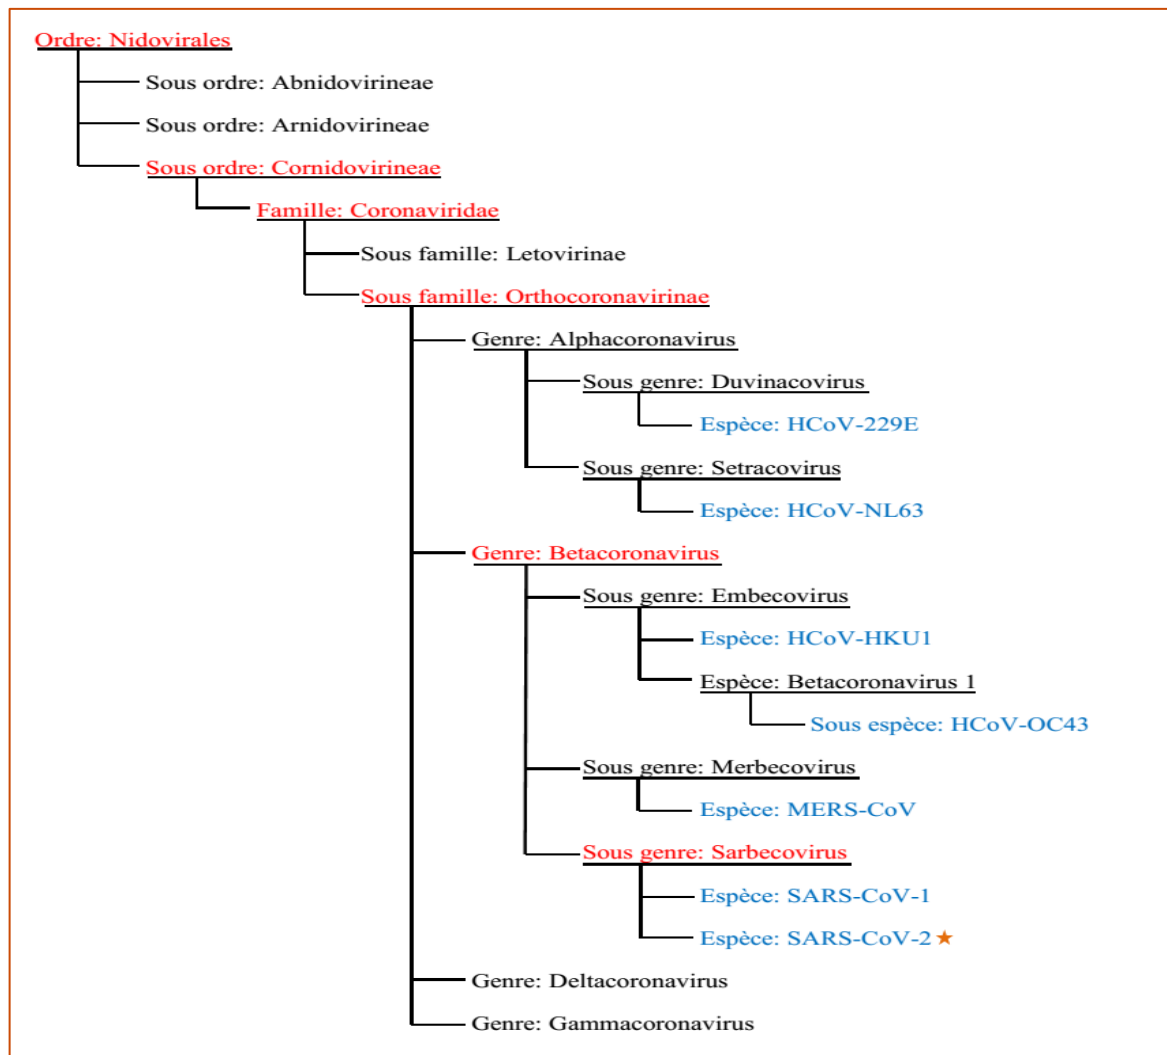 Ordre: Nidovirales
Sous ordre: Abnidovirineae
Sous ordre: Arnidovirineae
Sous ordre: Cornidovirineae
Famille: Coronaviridae
Sous famille: Letovirinae
Sous famille: Orthocoronavirinae
Genre: Alphacoronavirus
Sous genre: Duvinacovirus
Espèce: HCoV-229E
Sous genre: Setracovirus
Espèce: HCoV-NL63
Genre: Betacoronavirus
Sous genre: Embecovirus
Espèce: HCoV-HKU1
Espèce: Betacoronavirus 1
Sous espèce: HCoV-OC43
Sous genre: Merbecovirus
Espèce: MERS-CoV
Sous genre: Sarbecovirus
Espèce: SARS-CoV-1
Espèce: SARS-CoV-2
Genre: Deltacoronavirus
Genre: Gammacoronavirus